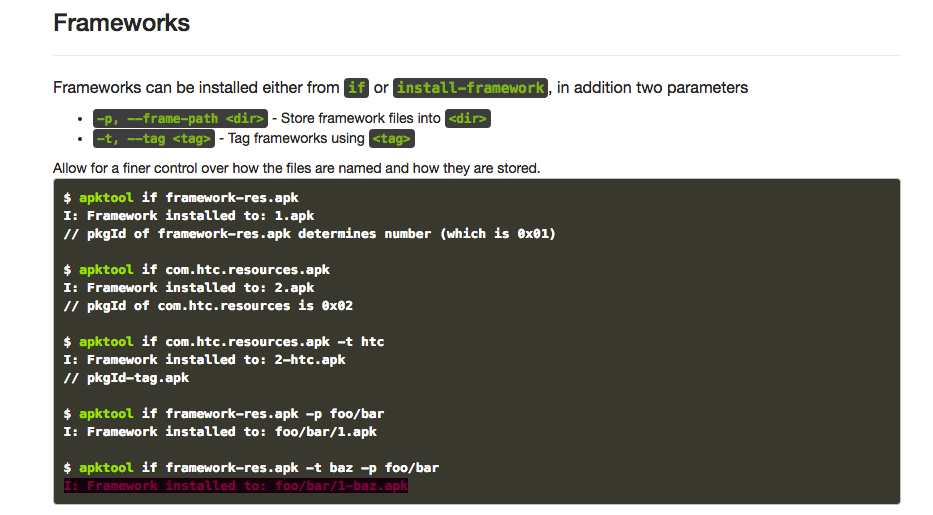 Frameworks
Frameworks can be installed either from if or install-framework, in addition two parameters
• -p, --frame-path <dir> - Store framework files into <dir>
• -t, --tag <tag> - Tag frameworks using <tag>
Allow for a finer control over how the files are named and how they are stored.
$ apktool if framework-res.apk
I: Framework installed to: 1.apk
// pkgId of framework-res.apk determines number (which is 0x01)
$ apktool if com.htc.resources.apk
I: Framework installed to: 2.apk
// pkgId of com.htc.resources is 0x02
$ apktool if com.htc.resources.apk -t htc
I: Framework installed to: 2-htc.apk
// pkgId-tag.apk
$ apktool if framework-res.apk -p foo/bar
I: Framework installed to: foo/bar/1.apk
$ apktool if framework-res.apk -t baz -p foo/bar
I: Framework installed to: foo/bar/1-baz.apk